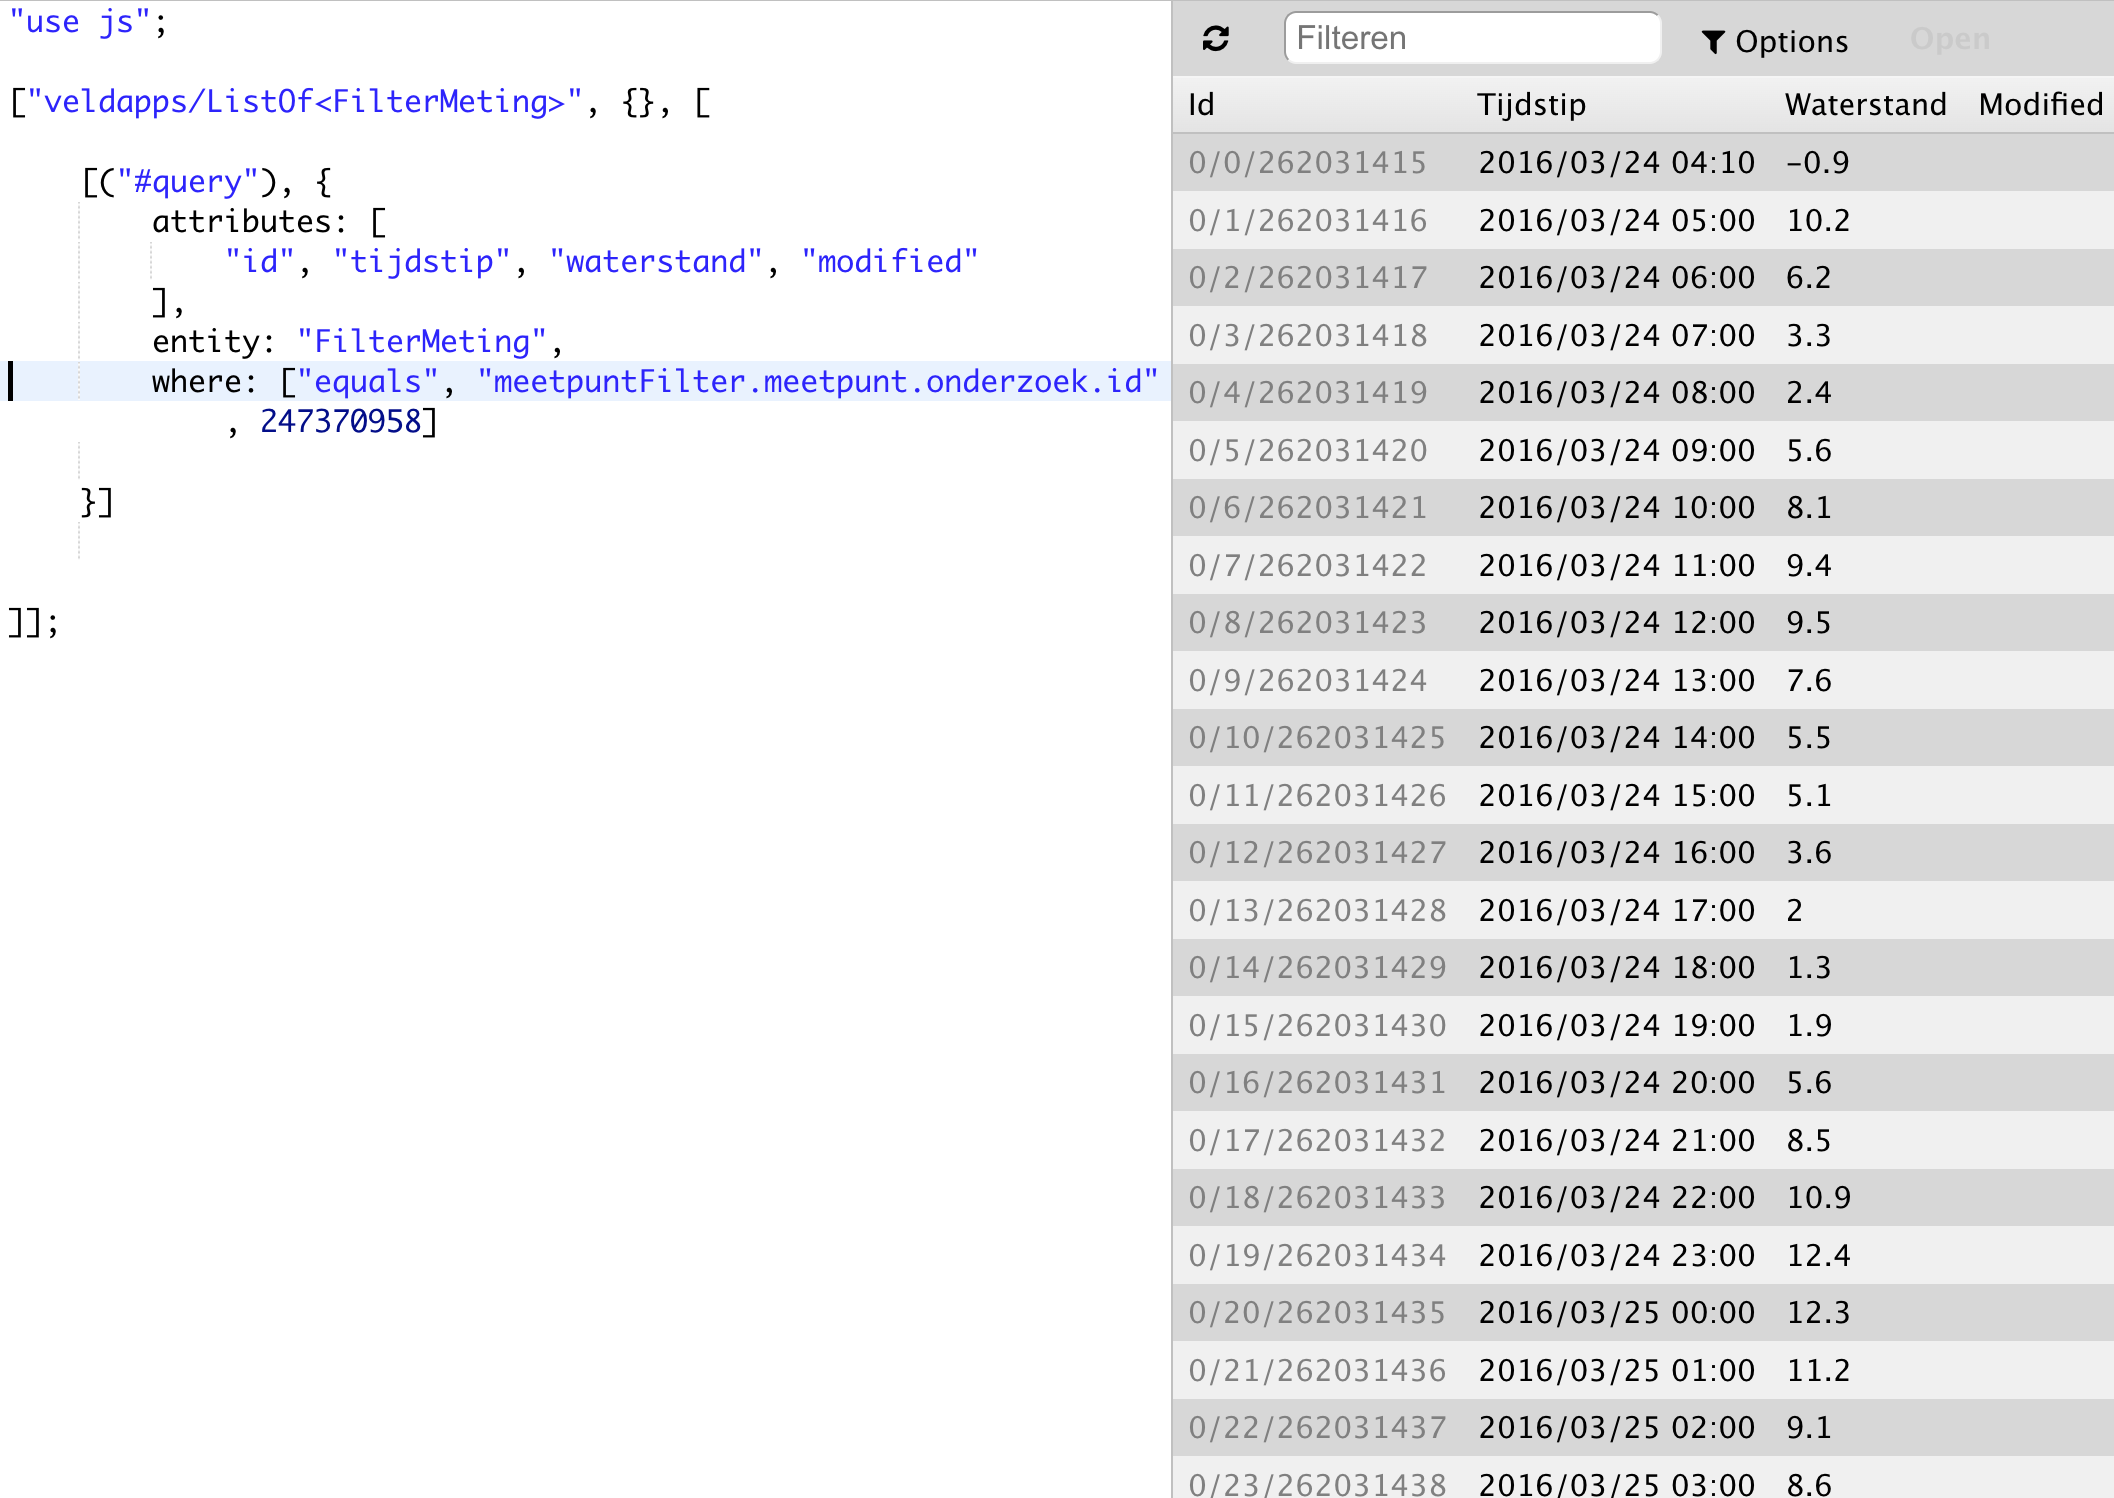 "use js";
["veldapps/ListOf<FilterMeting>", {}, [
[("#query"), {
attributes: [
"id", "tijdstip", "waterstand", "modified"
],
entity: "FilterMeting",
where: ["equals", "meetpuntFilter.meetpunt.onderzoek.id"
, 247370958]
}]
]];
Filteren Options Open
Id Tijdstip Waterstand Modified
0/0/262031415 2016/03/24 04:10 -0.9
0/1/262031416 2016/03/24 05:00 10.2
0/2/262031417 2016/03/24 06:00 6.2
0/3/262031418 2016/03/24 07:00 3.3
0/4/262031419 2016/03/24 08:00 2.4
0/5/262031420 2016/03/24 09:00 5.6
0/6/262031421 2016/03/24 10:00 8.1
0/7/262031422 2016/03/24 11:00 9.4
0/8/262031423 2016/03/24 12:00 9.5
0/9/262031424 2016/03/24 13:00 7.6
0/10/262031425 2016/03/24 14:00 5.5
0/11/262031426 2016/03/24 15:00 5.1
0/12/262031427 2016/03/24 16:00 3.6
0/13/262031428 2016/03/24 17:00 2
0/14/262031429 2016/03/24 18:00 1.3
0/15/262031430 2016/03/24 19:00 1.9
0/16/262031431 2016/03/24 20:00 5.6
0/17/262031432 2016/03/24 21:00 8.5
0/18/262031433 2016/03/24 22:00 10.9
0/19/262031434 2016/03/24 23:00 12.4
0/20/262031435 2016/03/25 00:00 12.3
0/21/262031436 2016/03/25 01:00 11.2
0/22/262031437 2016/03/25 02:00 9.1
0/23/262031438 2016/03/25 03:00 8.6